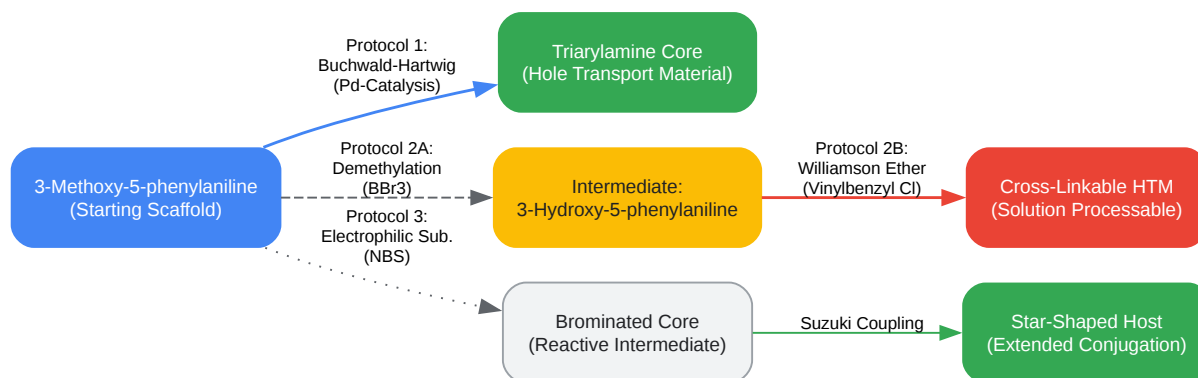 Protocol 1:
Buchwald-Hartwig
(Pd-Catalysis)
Triarylamine Core
(Hole Transport Material)
3-Methoxy-5-phenylaniline
(Starting Scaffold)
Protocol 2A:
Demethylation
(BBr3)
Intermediate:
3-Hydroxy-5-phenylaniline
Protocol 2B:
Williamson Ether
(Vinylbenzyl Cl)
Cross-Linkable HTM
(Solution Processable)
Protocol 3:
Electrophilic Sub.
(NBS)
Brominated Core
(Reactive Intermediate)
Suzuki Coupling
Star-Shaped Host
(Extended Conjugation)